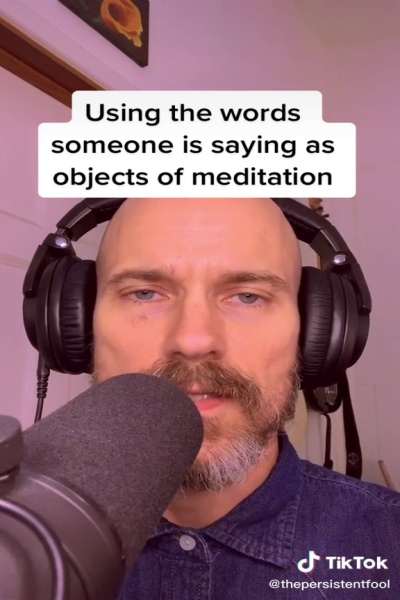 Using the words
someone is saying as
objects of meditation
TikTok
@thepersistentfool